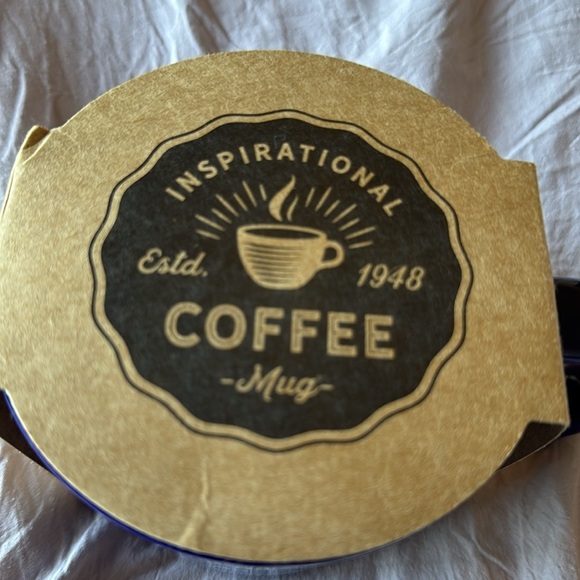 INSPIRATIONAL
Estd. 1948
COFFEE
-Mug-